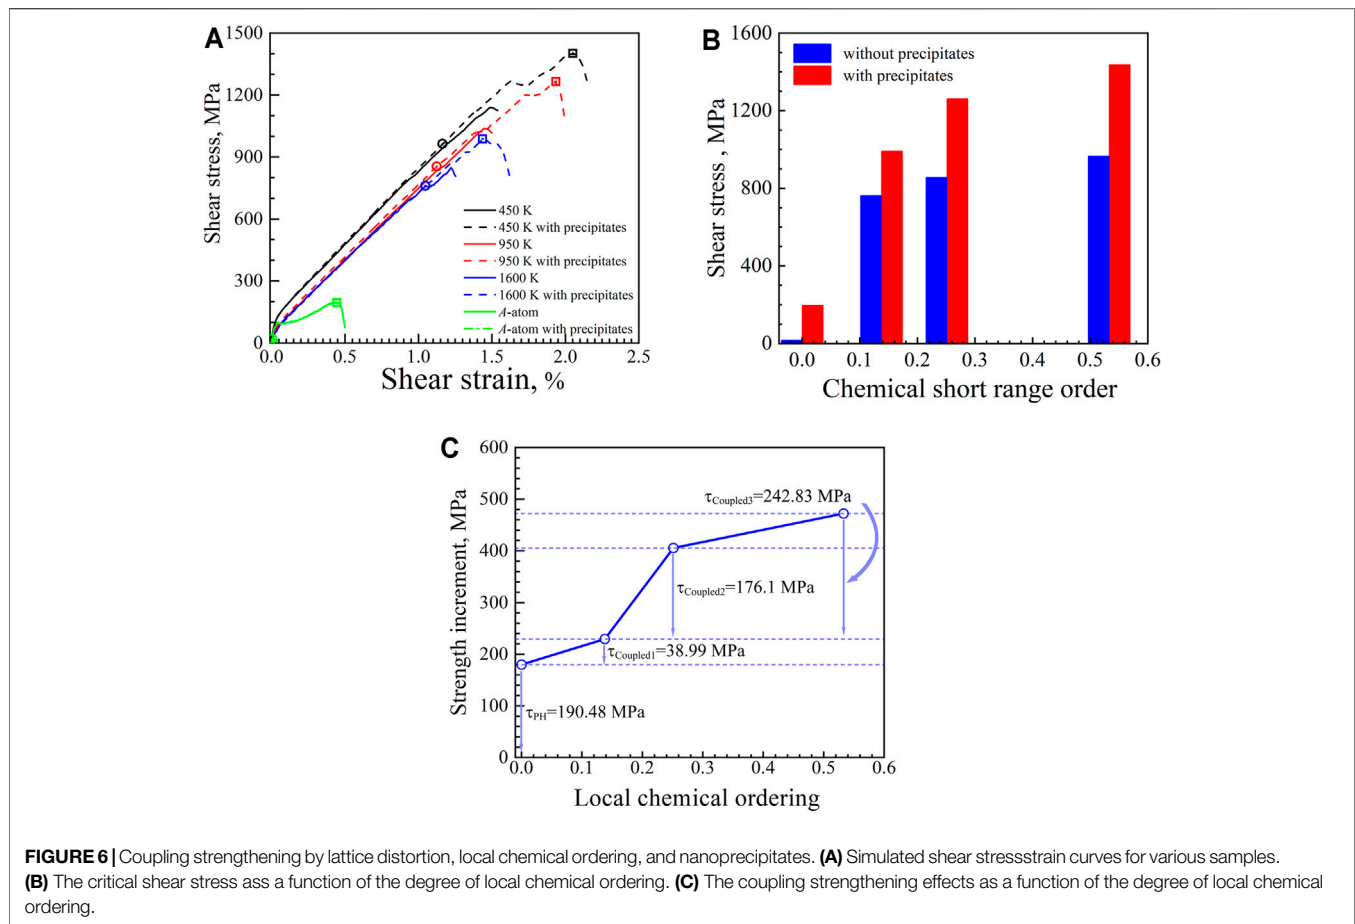 A
1500
1200
900
600
300
0
Shear stress, MPa
450 K
450 K with precipitates
950 K
950 K with precipitates
1600 K
1600 K with precipitates
A-atom
A-atom with precipitates
0.0 0.5 1.0 1.5 2.0 2.5
Shear strain, %
B
1600
1200
800
400
0
Shear stress , MPa
without precipitates
with precipitates
0.0 0.1 0.2 0.3 0.4 0.5 0.6
Chemical short range order
C
600
500
400
300
200
100
0
Strength increment, MPa
τCoupled3=242.83 MPa
τCoupled2=176.1 MPa
τCoupled1=38.99 MPa
τPH=190.48 MPa
0.0 0.1 0.2 0.3 0.4 0.5 0.6
Local chemical ordering
FIGURE 6 | Coupling strengthening by lattice distortion, local chemical ordering, and nanoprecipitates. (A) Simulated shear stressstrain curves for various samples.
(B) The critical shear stress ass a function of the degree of local chemical ordering. (C) The coupling strengthening effects as a function of the degree of local chemical
ordering.